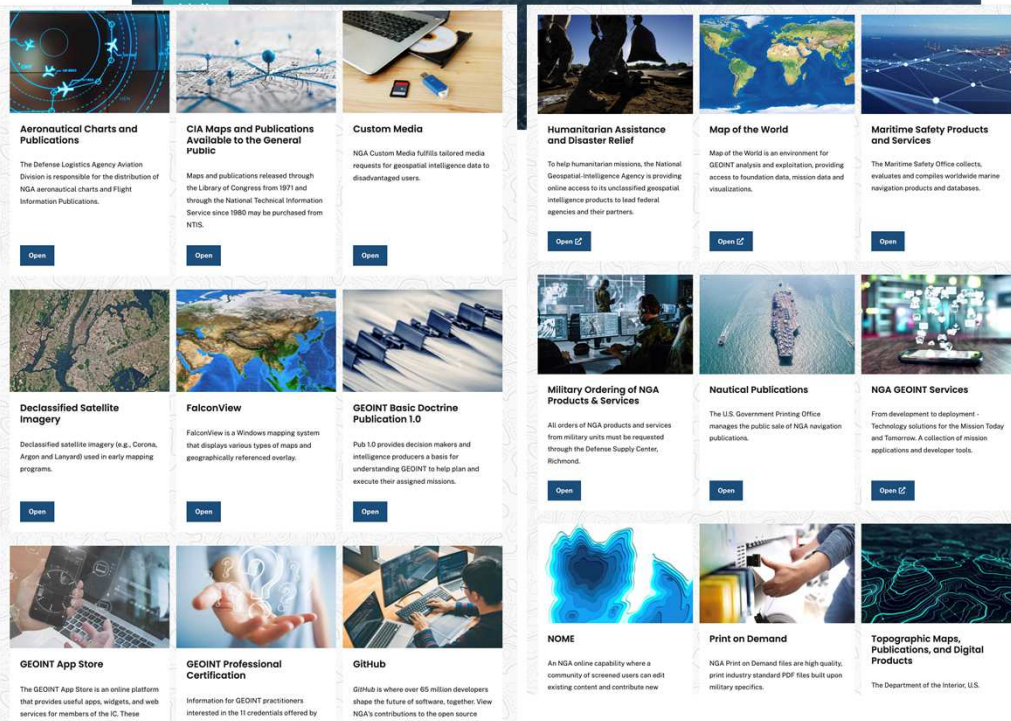 Aeronautical Charts and
Publications
The Defense Logistics Agency Aviation
Division is responsible for the distribution of
NGA aeronautical charts and Flight
Information Publications.
Open
CIA Maps and Publications
Available to the General
Public
Maps and publications released through
the Library of Congress from 1971 and
through the National Technical Information
Service since 1980 may be purchased from
NTIS.
Open
Custom Media
NGA Custom Media fulfills tailored media
requests for geospatial intelligence data to
disadvantaged users.
Open
Declassified Satellite
Imagery
Declassified satellite imagery (e.g., Corona,
Argon and Lanyard) used in early mapping
programs.
Open
FalconView
FalconView is a Windows mapping system
that displays various types of maps and
geographically referenced overlay.
Open
GEOINT Basic Doctrine
Publication 1.0
Pub 1.0 provides decision makers and
intelligence producers a basis for
understanding GEOINT to help plan and
execute their assigned missions.
Open
GEOINT App Store
The GEOINT App Store is an online platform
that provides useful apps, widgets, and web
services for members of the IC. These
GEOINT Professional
Certification
Information for GEOINT practitioners
interested in the 11 credentials offered by
GitHub
GitHub is where over 65 million developers
shape the future of software, together. View
NGA's contributions to the open source
Humanitarian Assistance
and Disaster Relief
To help humanitarian missions, the National
Geospatial-Intelligence Agency is providing
online access to its unclassified geospatial
intelligence products to lead federal
agencies and their partners.
Open
Map of the World
Map of the World is an environment for
GEOINT analysis and exploitation, providing
access to foundation data, mission data and
visualizations.
Open
Maritime Safety Products
and Services
The Maritime Safety Office collects,
evaluates and compiles worldwide marine
navigation products and databases.
Open
Military Ordering of NGA
Products & Services
All orders of NGA products and services
from military units must be requested
through the Defense Supply Center,
Richmond.
Open
Nautical Publications
The U.S. Government Printing Office
manages the public sale of NGA navigation
publications.
Open
NGA GEOINT Services
From development to deployment -
Technology solutions for the Mission Today
and Tomorrow. A collection of mission
applications and developer tools.
Open
NOME
An NGA online capability where a
community of screened users can edit
existing content and contribute new
Print on Demand
NGA Print on Demand files are high quality,
print industry standard PDF files built upon
military specifics.
Topographic Maps,
Publications, and Digital
Products
The Department of the Interior, U.S.